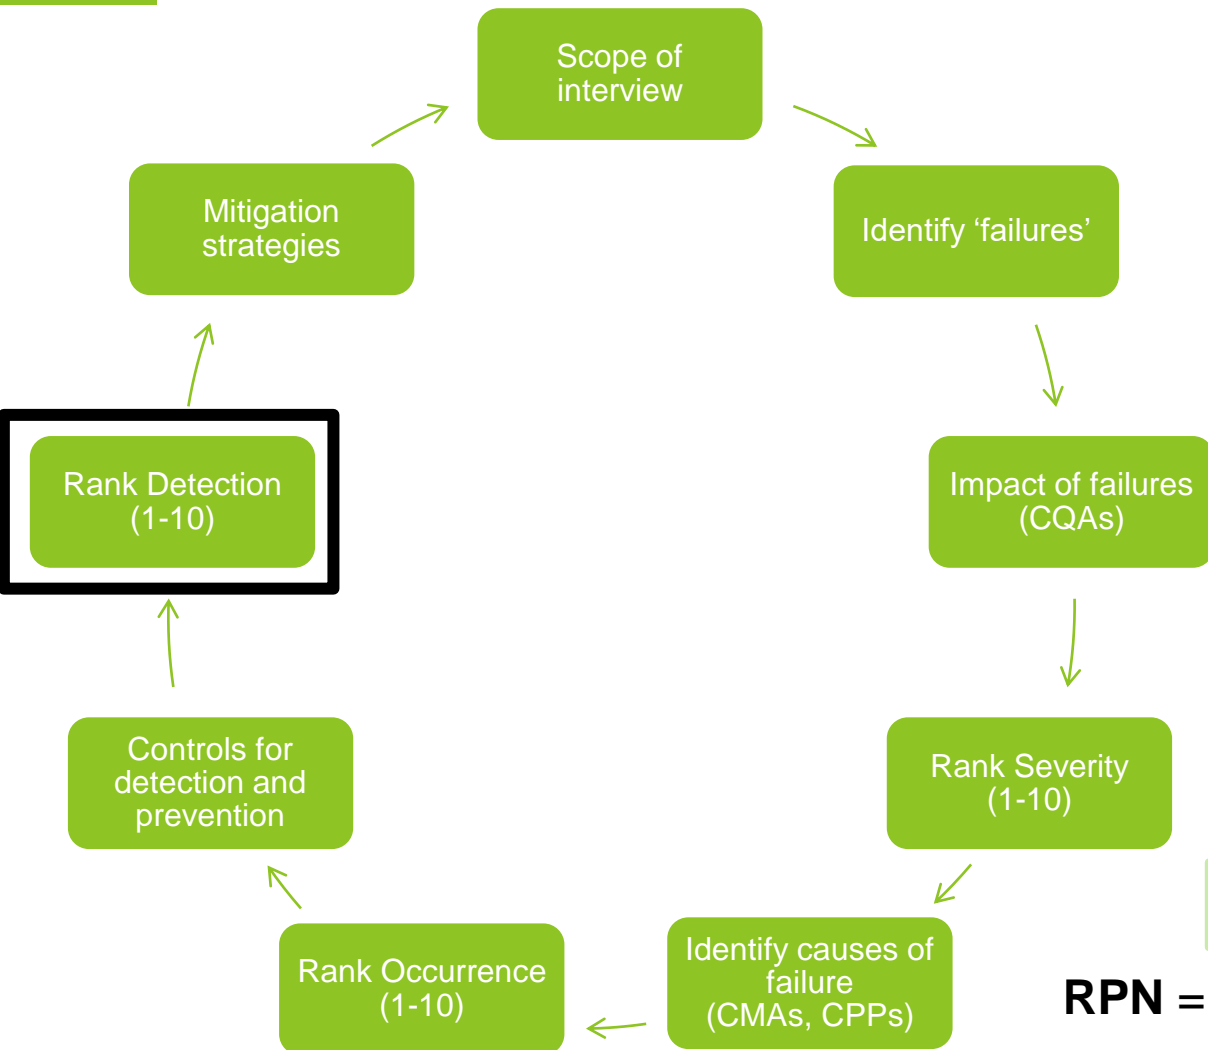 Scope of
interview
Identify ‘failures’
Impact of failures
(CQAs)
Rank Severity
(1-10)
Identify causes of
failure
(CMAs, CPPs)
Rank Occurrence
(1-10)
Controls for
detection and
prevention
Rank Detection
(1-10)
Mitigation
strategies
RPN =